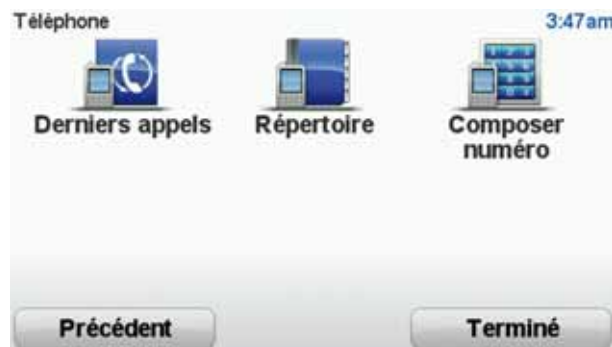 Téléphone 3:47am
Derniers appels Répertoire Composer
numéro
Précédent Terminé